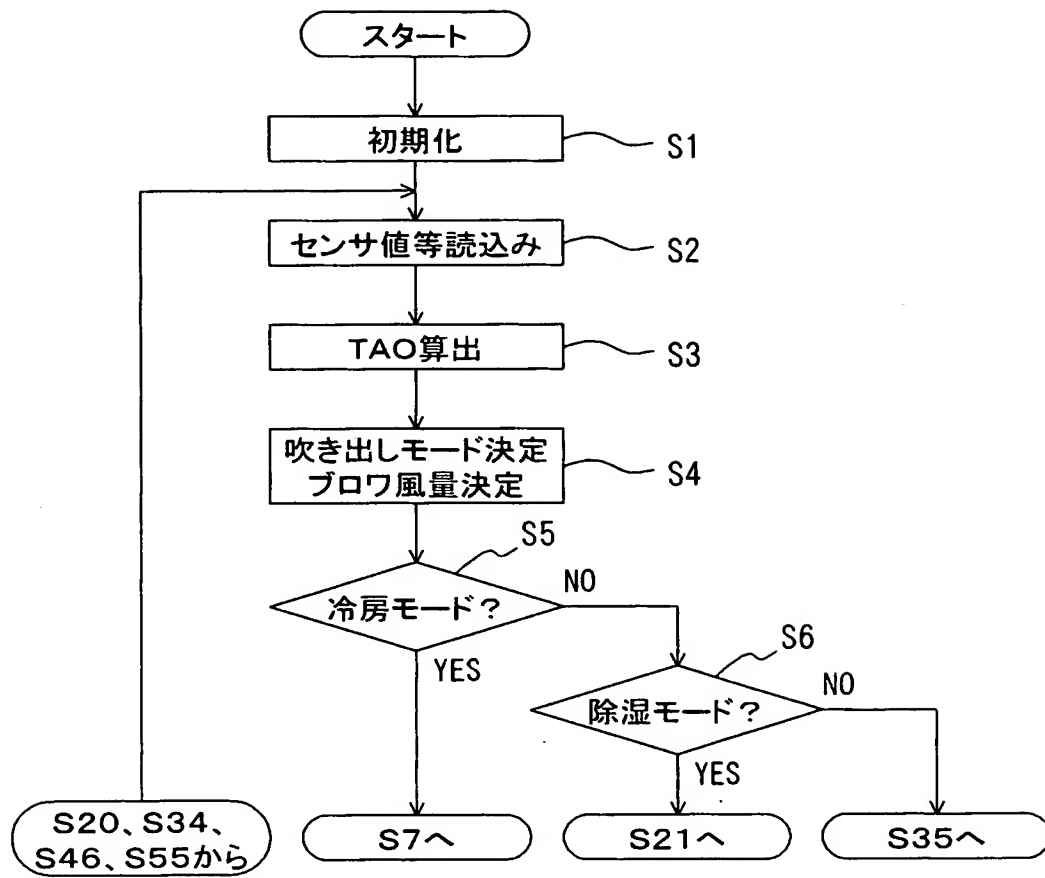 スタート
初期化
S1
センサ値等読込み
S2
TAO算出
S3
吹き出しモード決定
ブロワ風量決定
S4
S5
冷房モード?
NO
YES
S6
除湿モード?
NO
YES
S20、S34、
S46、S55から
S7へ
S21へ
S35へ